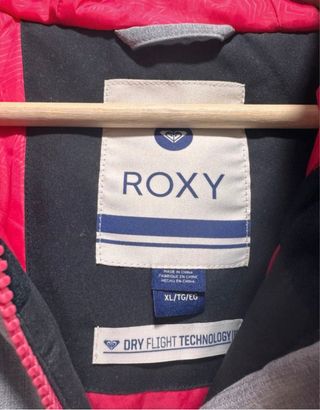 ROXY
MADE IN CHINA
FABRIQUÉ EN CHINE
HECHO EN CHINA
XL/TG/EG
DRY FLIGHT TECHNOLOGY